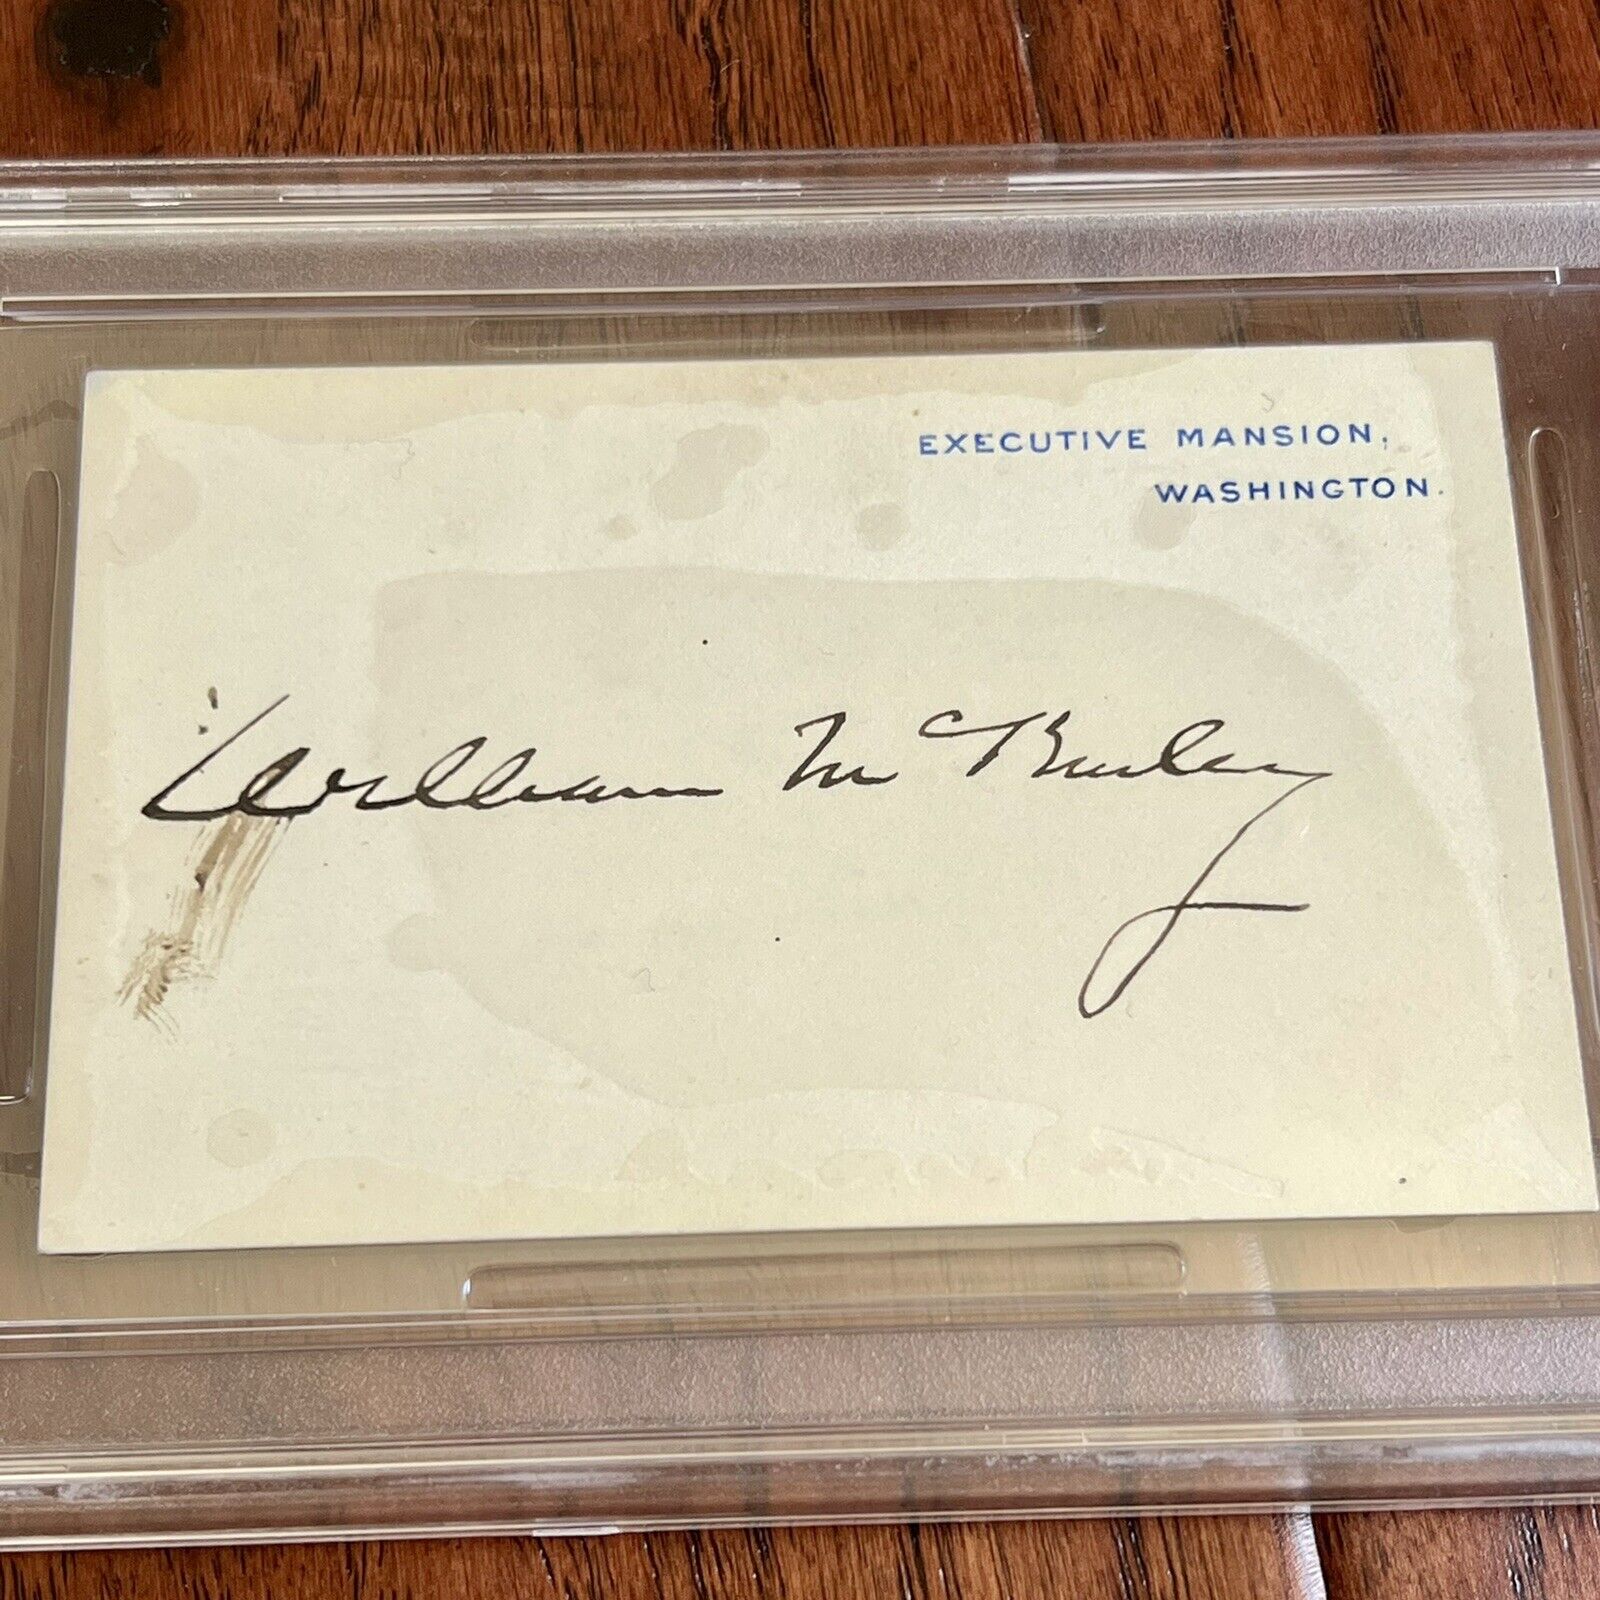 EXECUTIVE MANSION,
WASHINGTON.
William McKinley